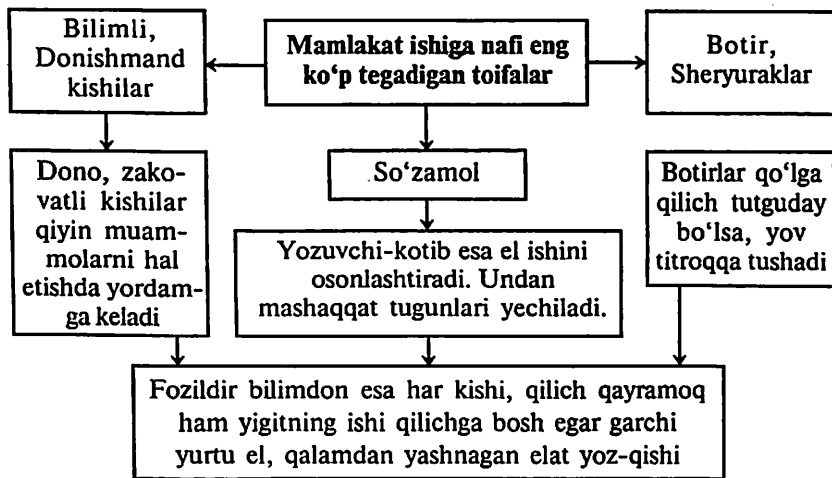 Bilimli,
Donishmand
kishilar
Mamlakat ishiga nafi eng
ko‘p tegadigan toifalar
Botir,
Sheryuraklar
Dono, zako-
vatli kishilar
qiyin muam-
molarni hal
etishda yordam-
ga keladi
So‘zamol
Yozuvchi-kotib esa el ishini
osonlashtiradi. Undan
mashaqqat tugunlari yechiladi.
Botirlar qo‘lga
qilich tutguday
bo‘lsa, yov
titroqqa tushadi
Fozildir bilimdon esa har kishi, qilich qayramoq
ham yigitning ishi qilichga bosh egar garchi
yurtu el, qalamdan yashnagan elat yoz-qishi